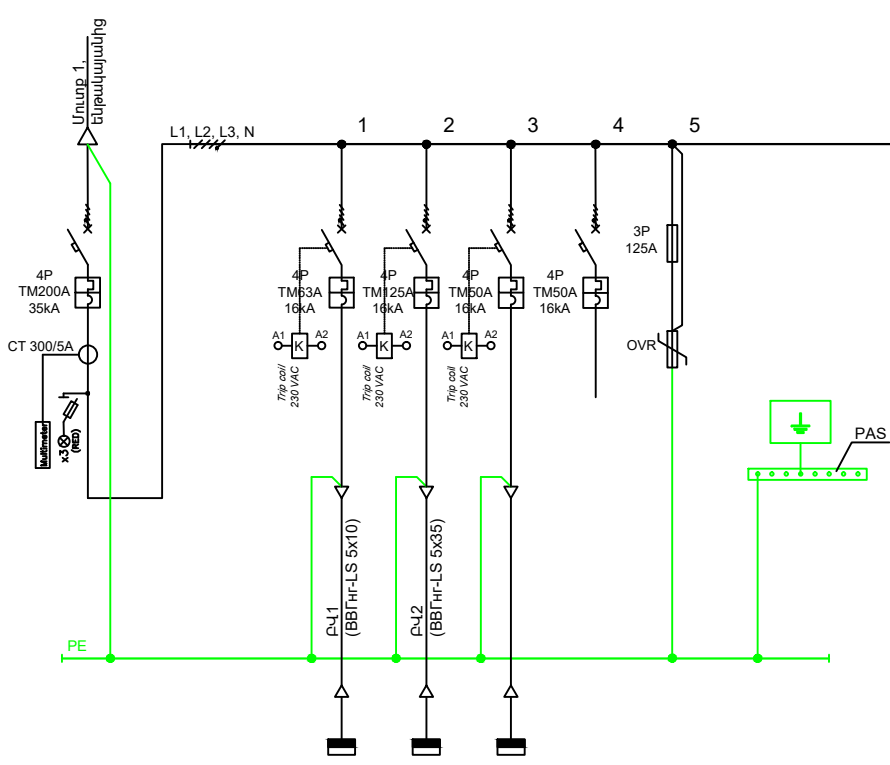 Մուտք 1,
Ենթակայանից
L1, L2, L3, N
1
2
3
4
5
4P
TM200A
35kA
4P
TM63A
16kA
4P
TM125A
16kA
4P
TM50A
16kA
4P
TM50A
16kA
3P
125A
CT 300/5A
A1
K
A2
A1
K
A2
A1
K
A2
OVR
Trip coil
230 VAC
Trip coil
230 VAC
Trip coil
230 VAC
Multimeter
x3
(RED)
PAS
ԲՎ1
(ВВГнг-LS 5x10)
ԲՎ2
(ВВГнг-LS 5x35)
PE